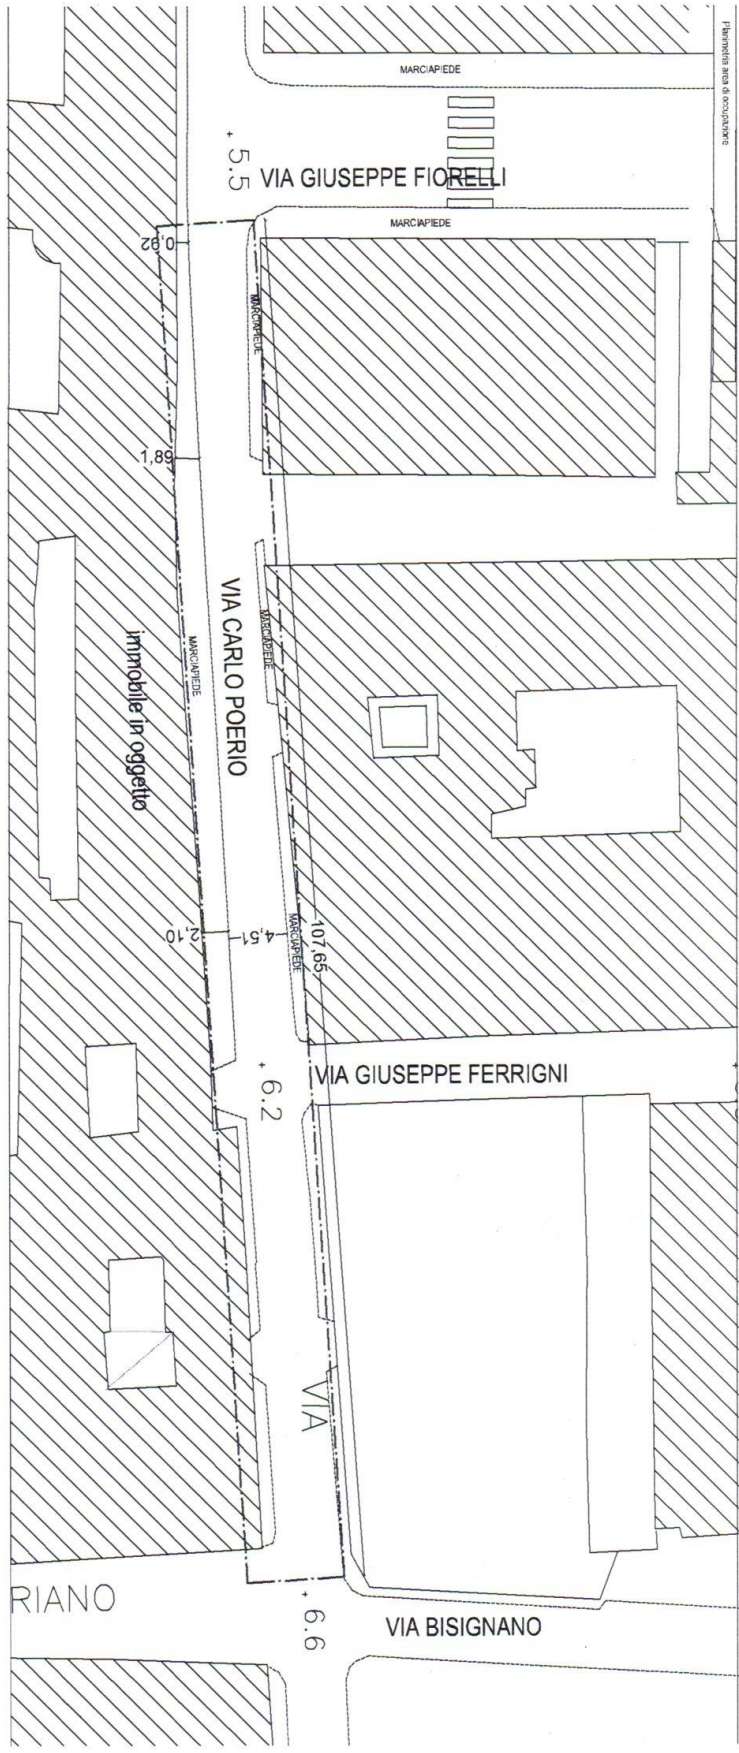 Planimetria area di occupazione
MARCIAPIEDE
5.5
VIA GIUSEPPE FIORELLI
MARCIAPIEDE
0,92
MARCIAPIEDE
1,89
VIA CARLO POERIO
MARCIAPIEDE
MARCIAPIEDE
immobile in oggetto
2,10
4,51
MARCIAPIEDE
107,65
6.2
VIA GIUSEPPE FERRIGNI
VIA
RIANO
6.6
VIA BISIGNANO